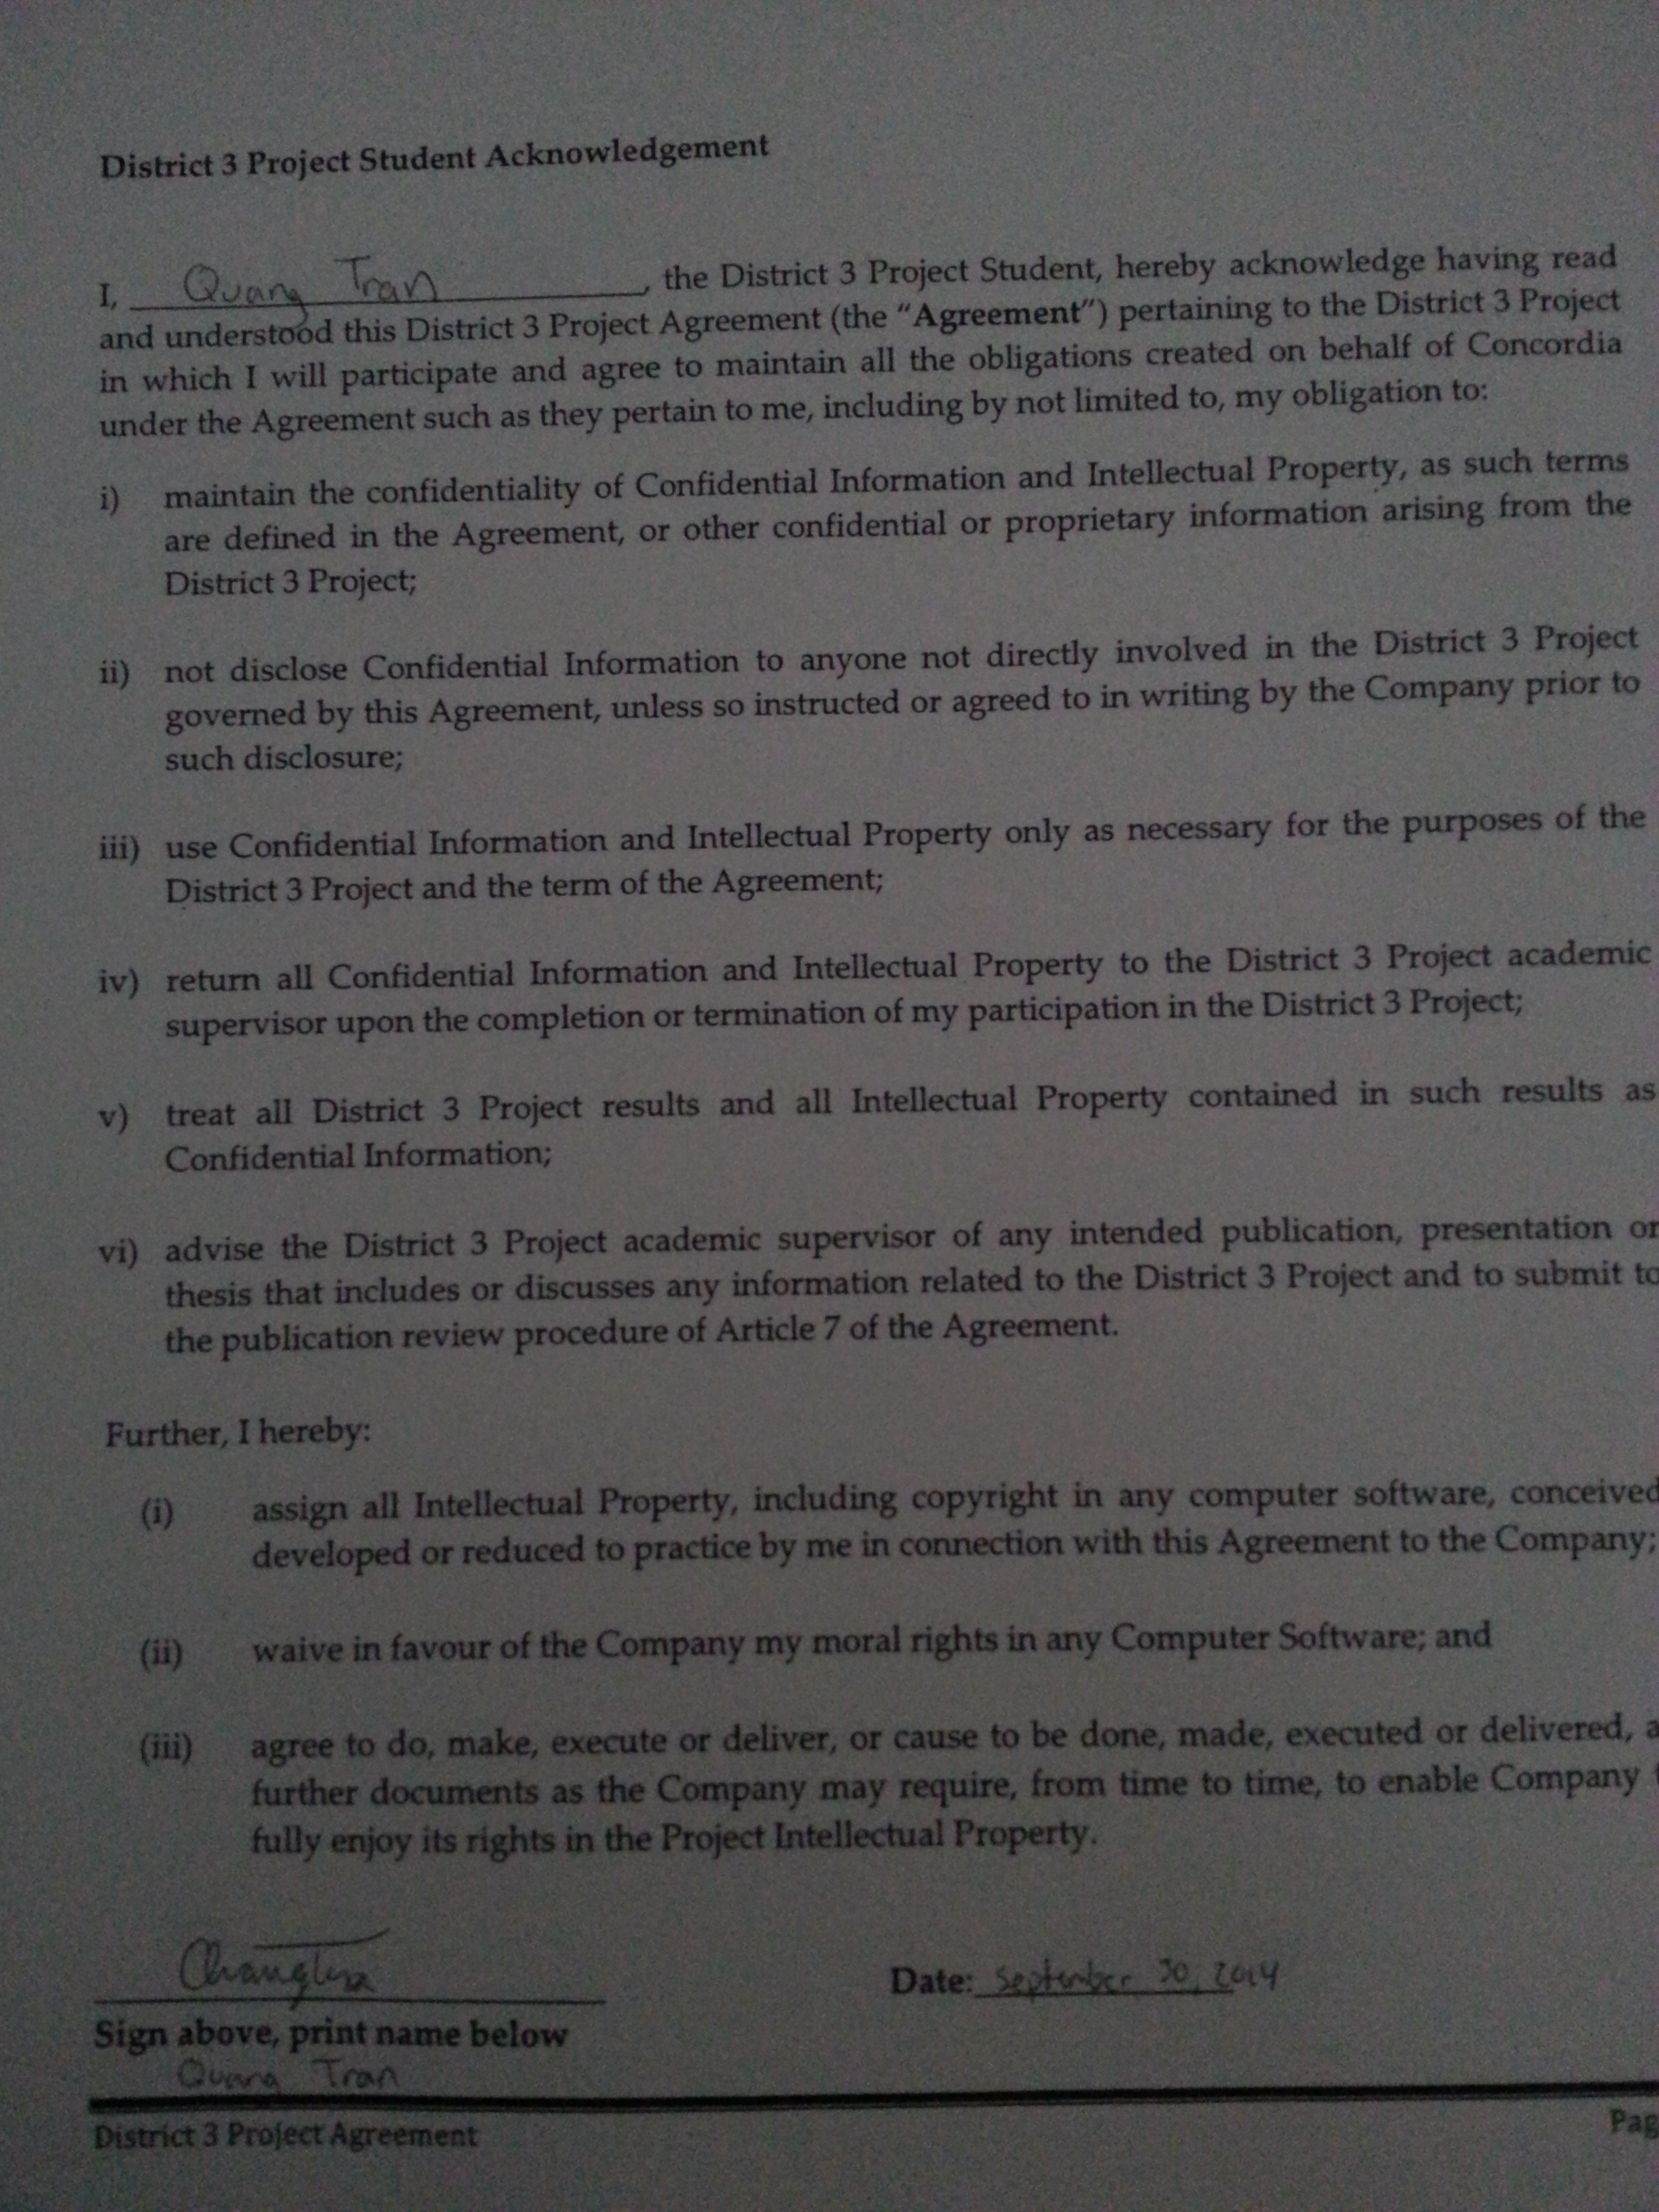 District 3 Project Student Acknowledgement
I, Quang Tran, the District 3 Project Student, hereby acknowledge having read
and understood this District 3 Project Agreement (the “Agreement”) pertaining to the District 3 Project
in which I will participate and agree to maintain all the obligations created on behalf of Concordia
under the Agreement such as they pertain to me, including by not limited to, my obligation to:
i) maintain the confidentiality of Confidential Information and Intellectual Property, as such terms
are defined in the Agreement, or other confidential or proprietary information arising from the
District 3 Project;
ii) not disclose Confidential Information to anyone not directly involved in the District 3 Project
governed by this Agreement, unless so instructed or agreed to in writing by the Company prior to
such disclosure;
iii) use Confidential Information and Intellectual Property only as necessary for the purposes of the
District 3 Project and the term of the Agreement;
iv) return all Confidential Information and Intellectual Property to the District 3 Project academic
supervisor upon the completion or termination of my participation in the District 3 Project;
v) treat all District 3 Project results and all Intellectual Property contained in such results as
Confidential Information;
vi) advise the District 3 Project academic supervisor of any intended publication, presentation or
thesis that includes or discusses any information related to the District 3 Project and to submit to
the publication review procedure of Article 7 of the Agreement.
Further, I hereby:
(i) assign all Intellectual Property, including copyright in any computer software, conceived
developed or reduced to practice by me in connection with this Agreement to the Company;
(ii) waive in favour of the Company my moral rights in any Computer Software; and
(iii) agree to do, make, execute or deliver, or cause to be done, made, executed or delivered, a
further documents as the Company may require, from time to time, to enable Company
fully enjoy its rights in the Project Intellectual Property.
Date: September 30, 2014
Sign above, print name below
Quang Tran
District 3 Project Agreement Pag